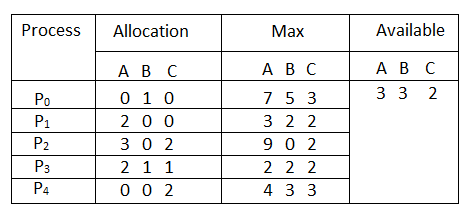 Process Allocation Max Available
A B C A B C A B C
P₀ 0 1 0 7 5 3 3 3 2
P₁ 2 0 0 3 2 2
P₂ 3 0 2 9 0 2
P₃ 2 1 1 2 2 2
P₄ 0 0 2 4 3 3